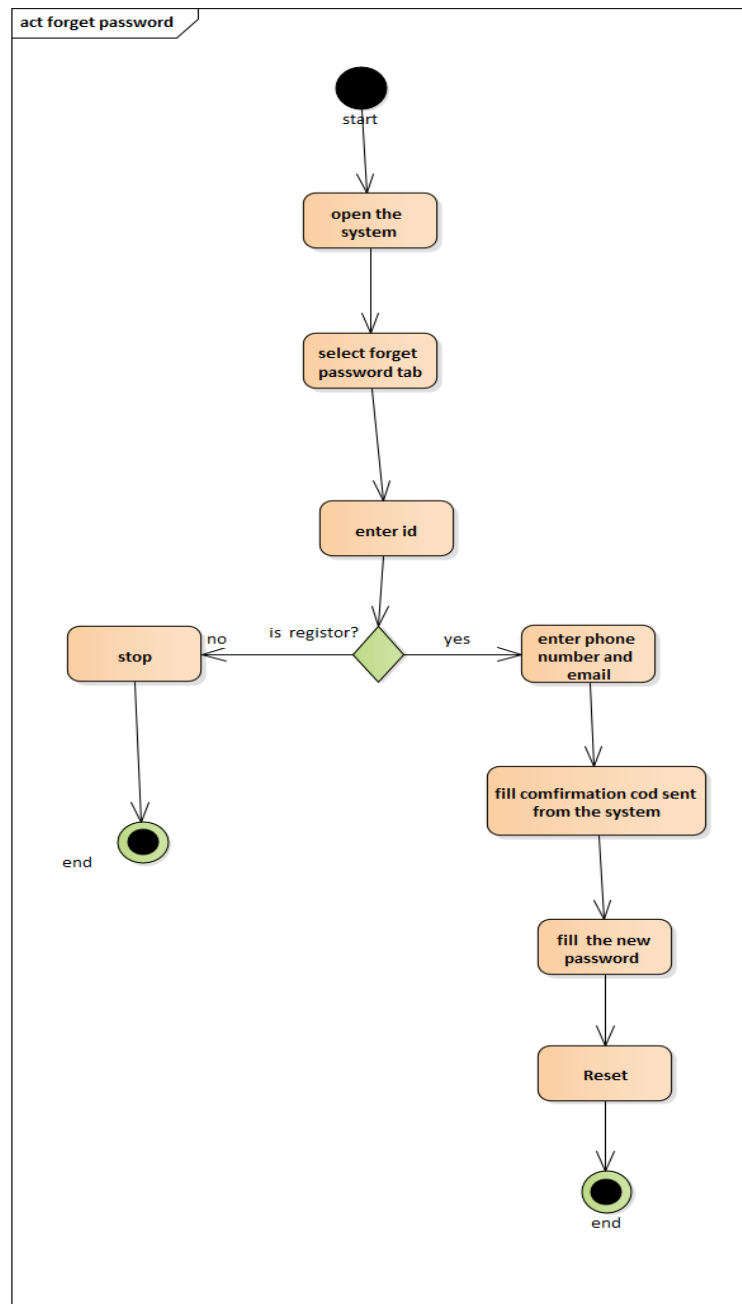 act forget password
start
open the
system
select forget
password tab
enter id
is registor?
no
yes
stop
enter phone
number and
email
fill comfirmation cod sent
from the system
end
fill the new
password
Reset
end